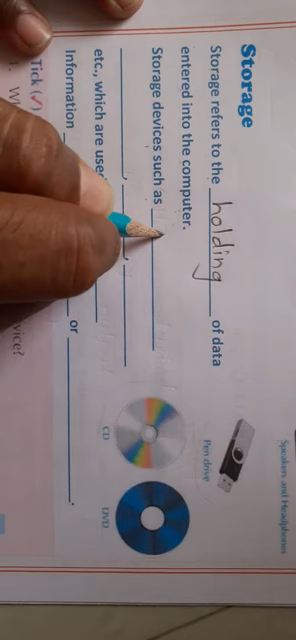 Speakers and Headphones
Storage
Storage refers to the holding of data
entered into the computer.
Pen drive
Storage devices such as
etc., which are use
CD
DVD
Information or .
Tick (✓)
vice?